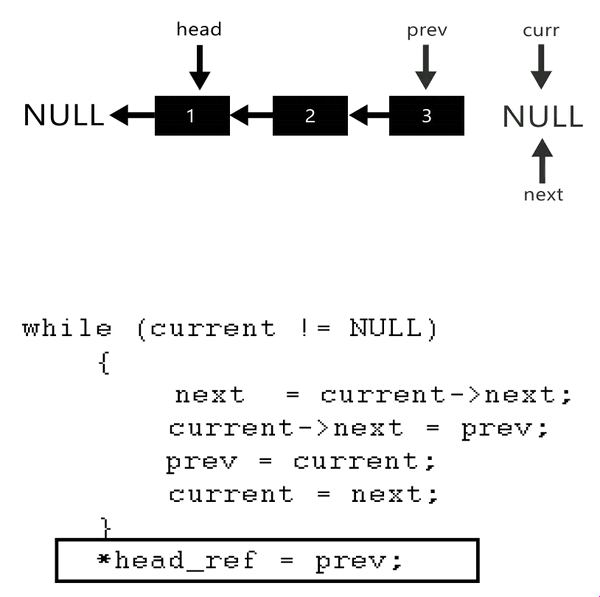 head prev curr
NULL 1 2 3 NULL
next
while (current != NULL)
{
next = current->next;
current->next = prev;
prev = current;
current = next;
}
*head_ref = prev;